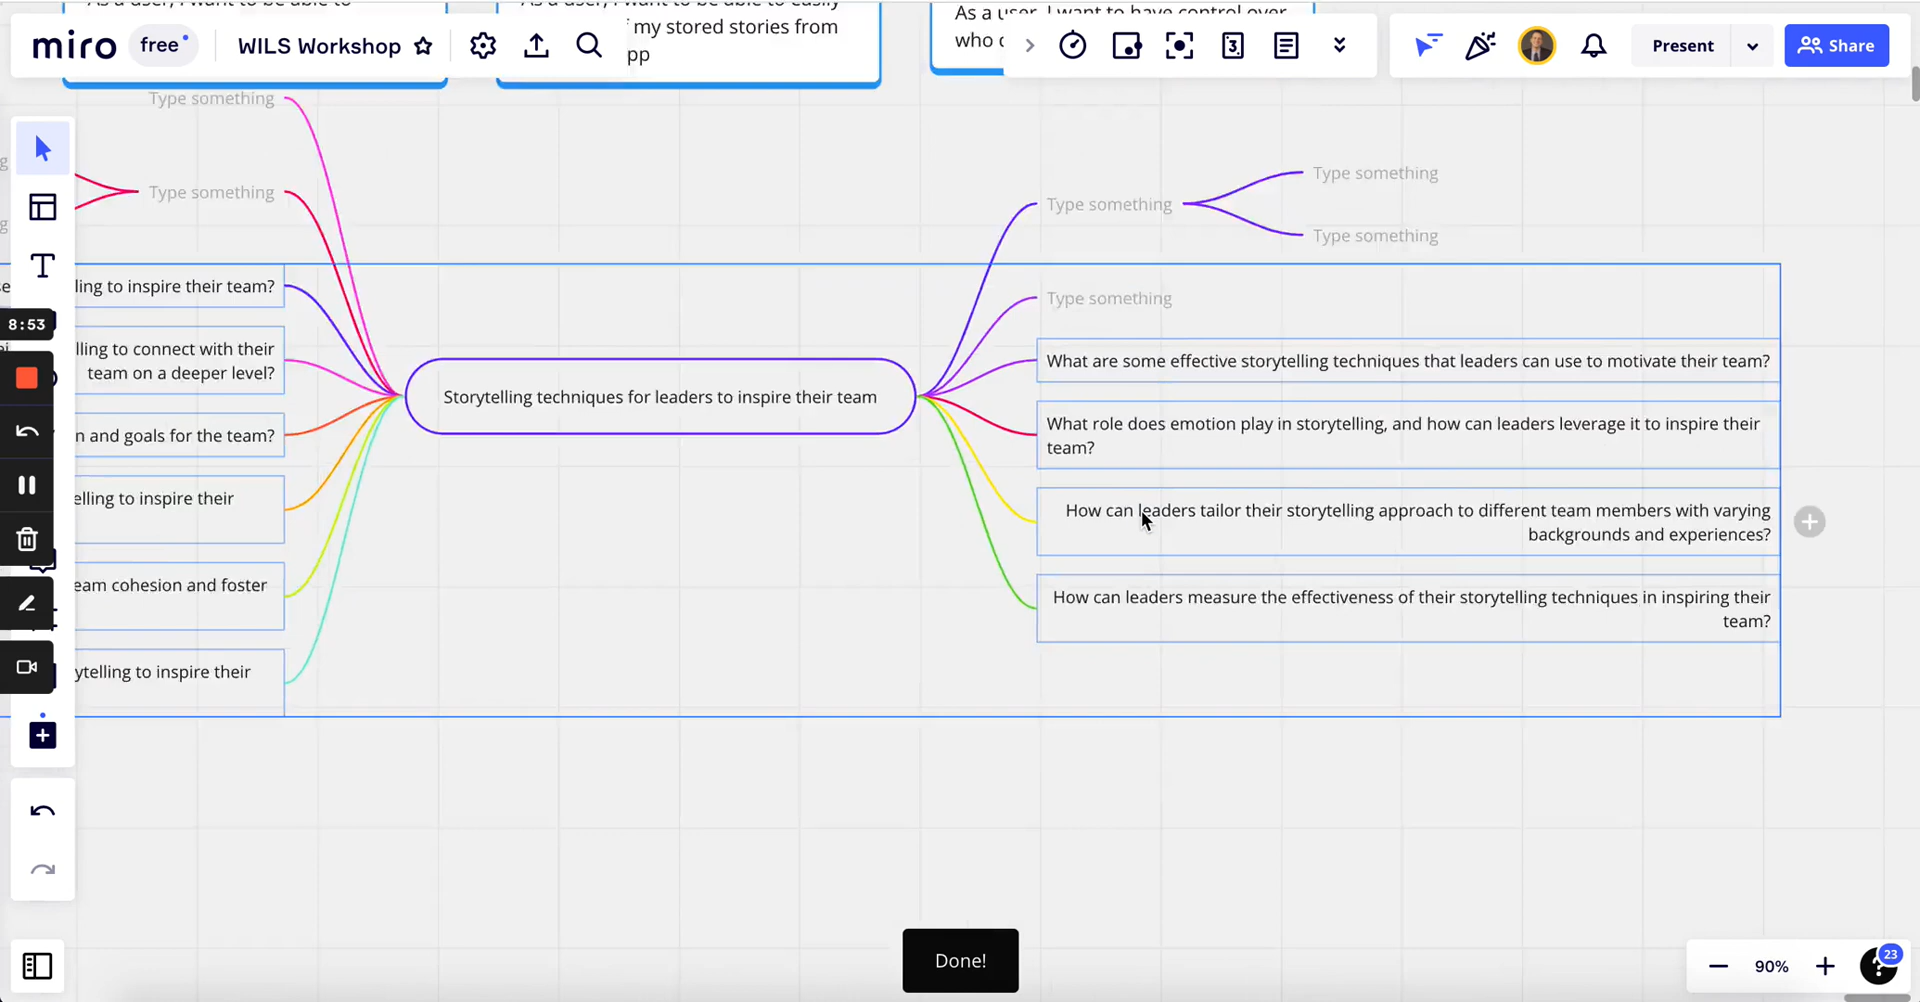 As a user, I want to be able to
As a user, I want to be able to easily
my stored stories from
pp
As a user, I want to have control over
who
miro
free
WILS Workshop
3
Present
Share
Type something
Type something
Type something
Type something
Type something
Type something
ling to inspire their team?
lling to connect with their
team on a deeper level?
n and goals for the team?
elling to inspire their
eam cohesion and foster
ytelling to inspire their
8:53
Storytelling techniques for leaders to inspire their team
What are some effective storytelling techniques that leaders can use to motivate their team?
What role does emotion play in storytelling, and how can leaders leverage it to inspire their
team?
How can leaders tailor their storytelling approach to different team members with varying
backgrounds and experiences?
How can leaders measure the effectiveness of their storytelling techniques in inspiring their
team?
Done!
90%
?
23